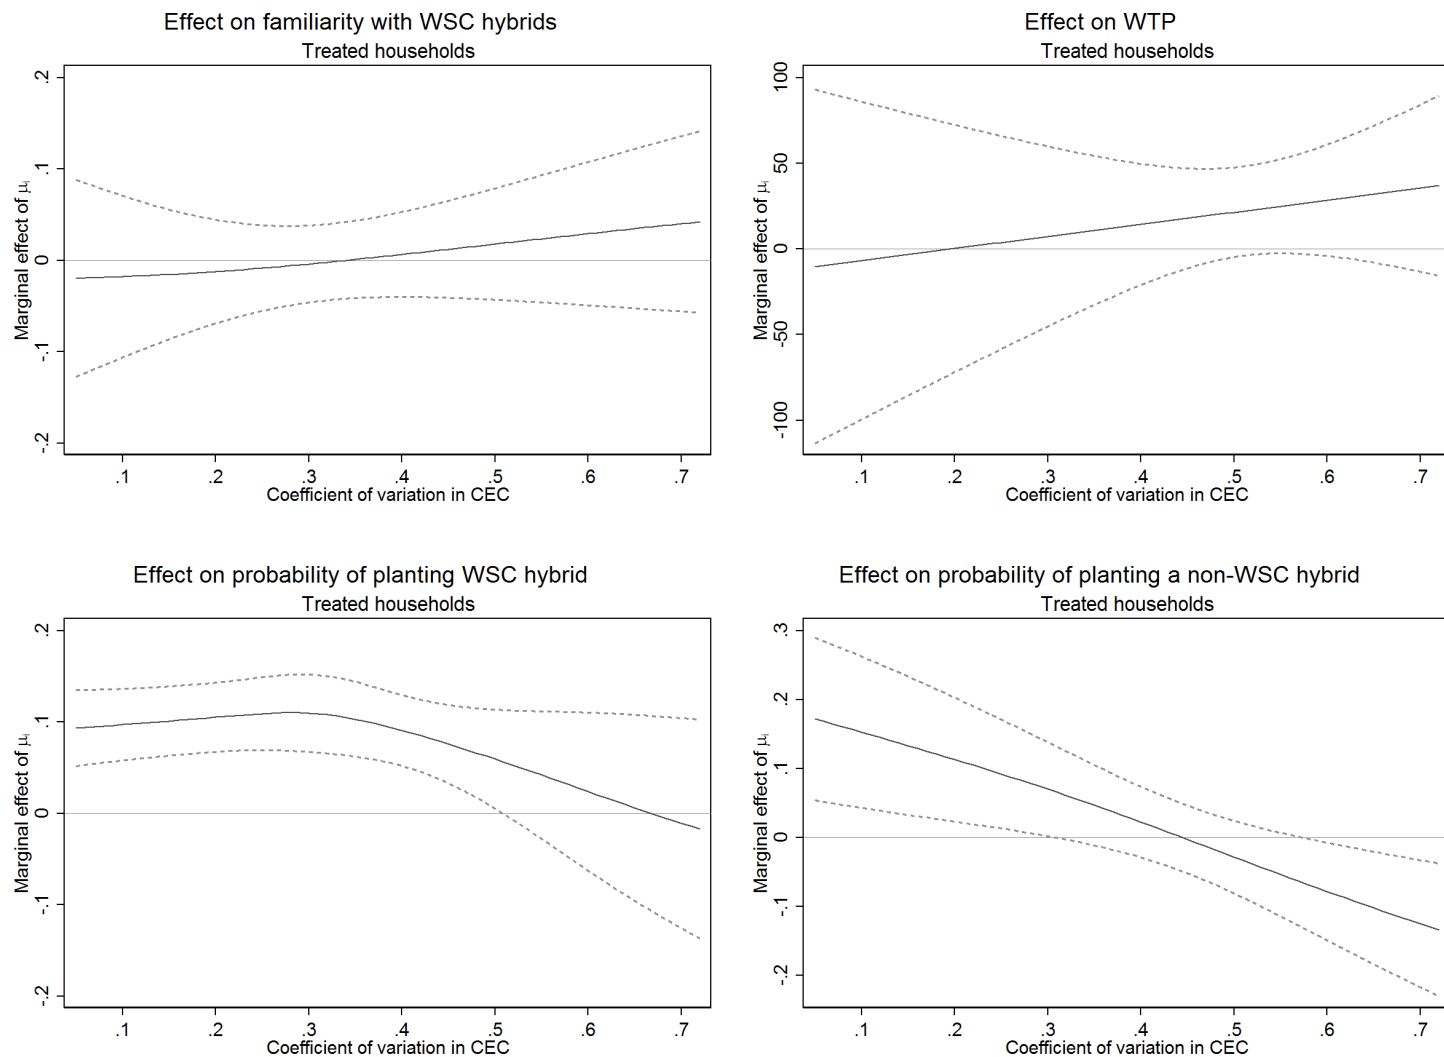 Effect on familiarity with WSC hybrids
Treated households
Marginal effect of μi
.2
.1
0
-.1
-.2
.1 .2 .3 .4 .5 .6 .7
Coefficient of variation in CEC
Effect on WTP
Treated households
Marginal effect of μi
100
50
0
-50
-100
.1 .2 .3 .4 .5 .6 .7
Coefficient of variation in CEC
Effect on probability of planting WSC hybrid
Treated households
Marginal effect of μi
.2
.1
0
-.1
-.2
.1 .2 .3 .4 .5 .6 .7
Coefficient of variation in CEC
Effect on probability of planting a non-WSC hybrid
Treated households
Marginal effect of μi
.3
.2
.1
0
-.1
-.2
.1 .2 .3 .4 .5 .6 .7
Coefficient of variation in CEC